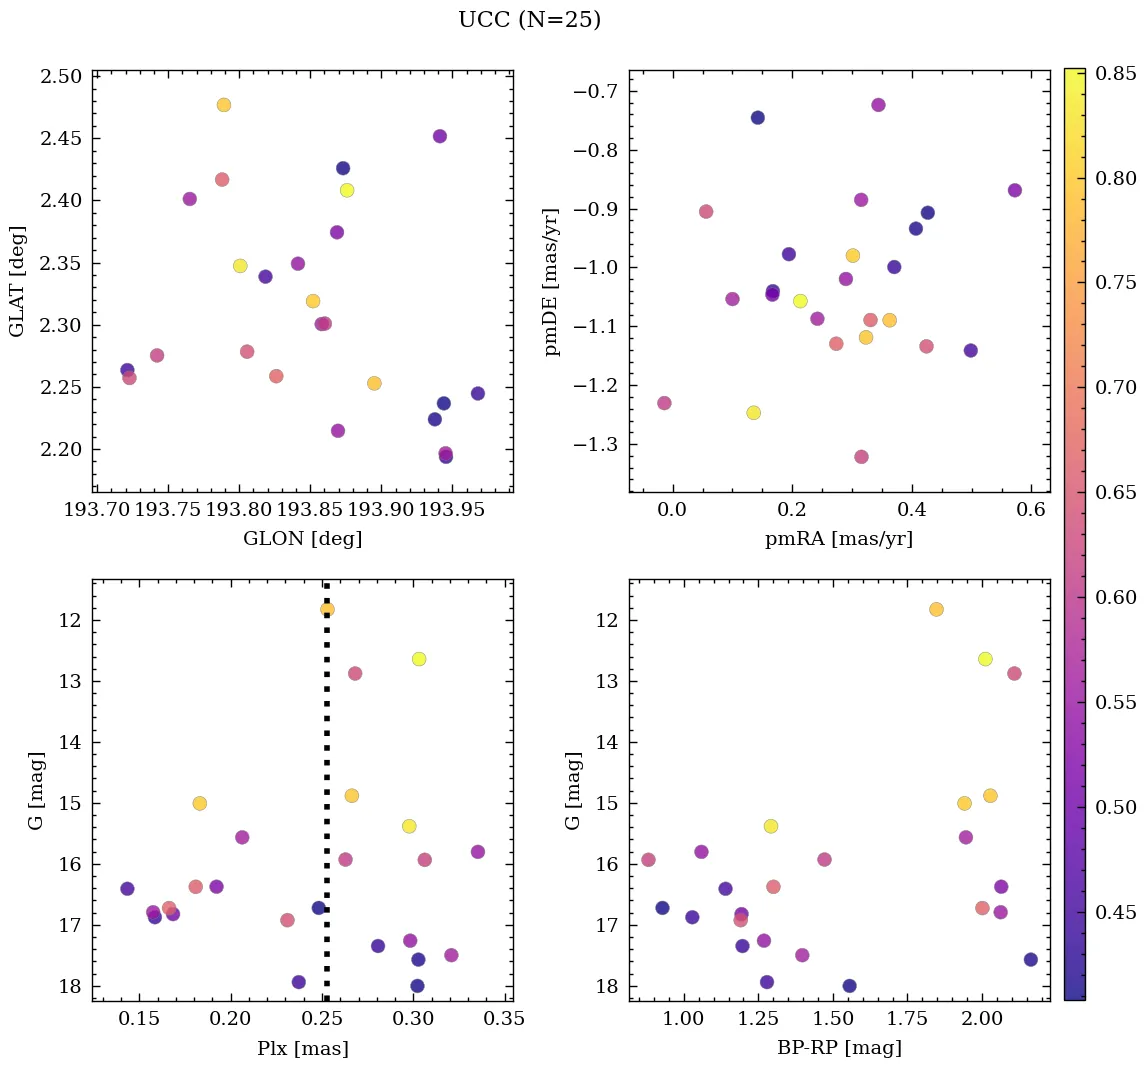 UCC (N=25)
2.50
2.45
2.40
2.35
2.30
2.25
2.20
GLAT [deg]
193.70 193.75 193.80 193.85 193.90 193.95
GLON [deg]
−0.7
−0.8
−0.9
−1.0
−1.1
−1.2
−1.3
pmDE [mas/yr]
0.0 0.2 0.4 0.6
pmRA [mas/yr]
12
13
14
15
16
17
18
G [mag]
0.15 0.20 0.25 0.30 0.35
Plx [mas]
12
13
14
15
16
17
18
G [mag]
1.00 1.25 1.50 1.75 2.00
BP-RP [mag]
0.85
0.80
0.75
0.70
0.65
0.60
0.55
0.50
0.45